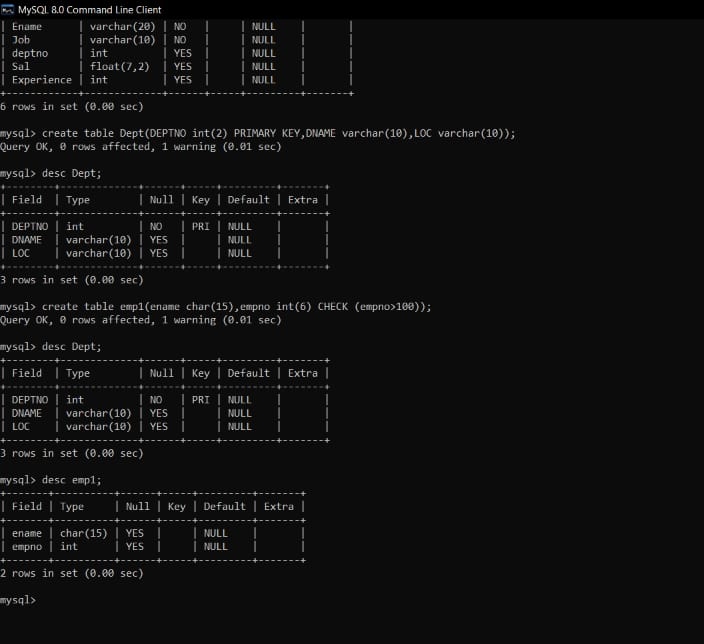 MySQL 8.0 Command Line Client
| Ename      | varchar(20) | NO   |     | NULL    |       |
| Job        | varchar(10) | NO   |     | NULL    |       |
| deptno     | int         | YES  |     | NULL    |       |
| Sal        | float(7,2)  | YES  |     | NULL    |       |
| Experience | int         | YES  |     | NULL    |       |
+------------+-------------+------+-----+---------+-------+
6 rows in set (0.00 sec)
mysql> create table Dept(DEPTNO int(2) PRIMARY KEY,DNAME varchar(10),LOC varchar(10));
Query OK, 0 rows affected, 1 warning (0.01 sec)
mysql> desc Dept;
+--------+-------------+------+-----+---------+-------+
| Field  | Type        | Null | Key | Default | Extra |
+--------+-------------+------+-----+---------+-------+
| DEPTNO | int         | NO   | PRI | NULL    |       |
| DNAME  | varchar(10) | YES  |     | NULL    |       |
| LOC    | varchar(10) | YES  |     | NULL    |       |
+--------+-------------+------+-----+---------+-------+
3 rows in set (0.00 sec)
mysql> create table emp1(ename char(15),empno int(6) CHECK (empno>100));
Query OK, 0 rows affected, 1 warning (0.01 sec)
mysql> desc Dept;
+--------+-------------+------+-----+---------+-------+
| Field  | Type        | Null | Key | Default | Extra |
+--------+-------------+------+-----+---------+-------+
| DEPTNO | int         | NO   | PRI | NULL    |       |
| DNAME  | varchar(10) | YES  |     | NULL    |       |
| LOC    | varchar(10) | YES  |     | NULL    |       |
+--------+-------------+------+-----+---------+-------+
3 rows in set (0.00 sec)
mysql> desc emp1;
+-------+----------+------+-----+---------+-------+
| Field | Type     | Null | Key | Default | Extra |
+-------+----------+------+-----+---------+-------+
| ename | char(15) | YES  |     | NULL    |       |
| empno | int      | YES  |     | NULL    |       |
+-------+----------+------+-----+---------+-------+
2 rows in set (0.00 sec)
mysql>